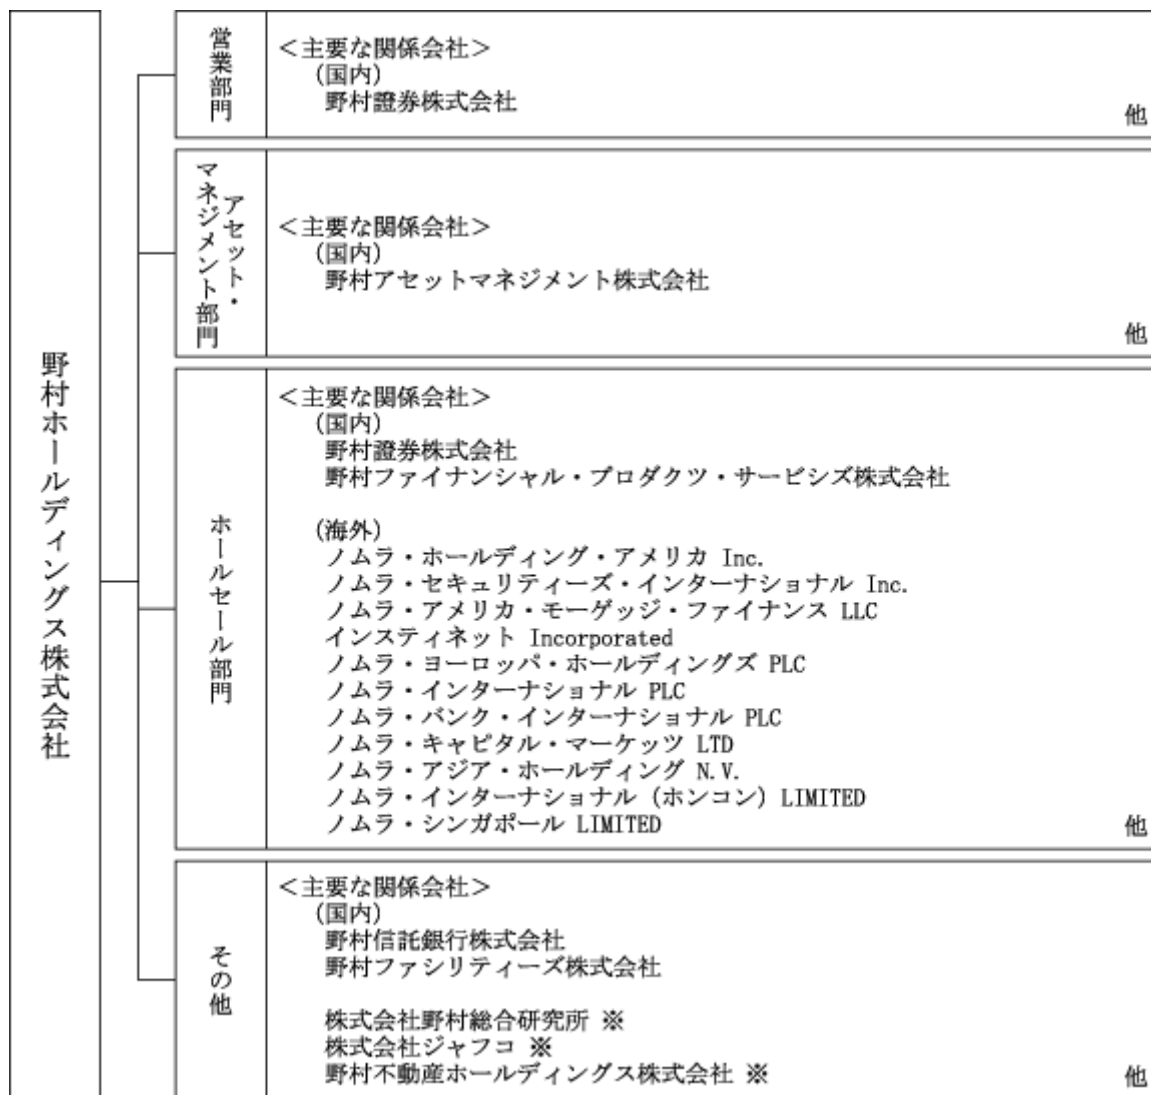 野村ホールディングス株式会社
営業部門
＜主要な関係会社＞
(国内)
野村證券株式会社
他
アセット・
マネジメント部門
＜主要な関係会社＞
(国内)
野村アセットマネジメント株式会社
他
ホールセール部門
＜主要な関係会社＞
(国内)
野村證券株式会社
野村ファイナンシャル・プロダクツ・サービシズ株式会社
(海外)
ノムラ・ホールディング・アメリカ Inc.
ノムラ・セキュリティーズ・インターナショナル Inc.
ノムラ・アメリカ・モーゲッジ・ファイナンス LLC
インスティネット Incorporated
ノムラ・ヨーロッパ・ホールディングズ PLC
ノムラ・インターナショナル PLC
ノムラ・バンク・インターナショナル PLC
ノムラ・キャピタル・マーケッツ LTD
ノムラ・アジア・ホールディング N.V.
ノムラ・インターナショナル (ホンコン) LIMITED
ノムラ・シンガポール LIMITED
他
その他
＜主要な関係会社＞
(国内)
野村信託銀行株式会社
野村ファシリティーズ株式会社
株式会社野村総合研究所 ※
株式会社ジャフコ ※
野村不動産ホールディングス株式会社 ※
他